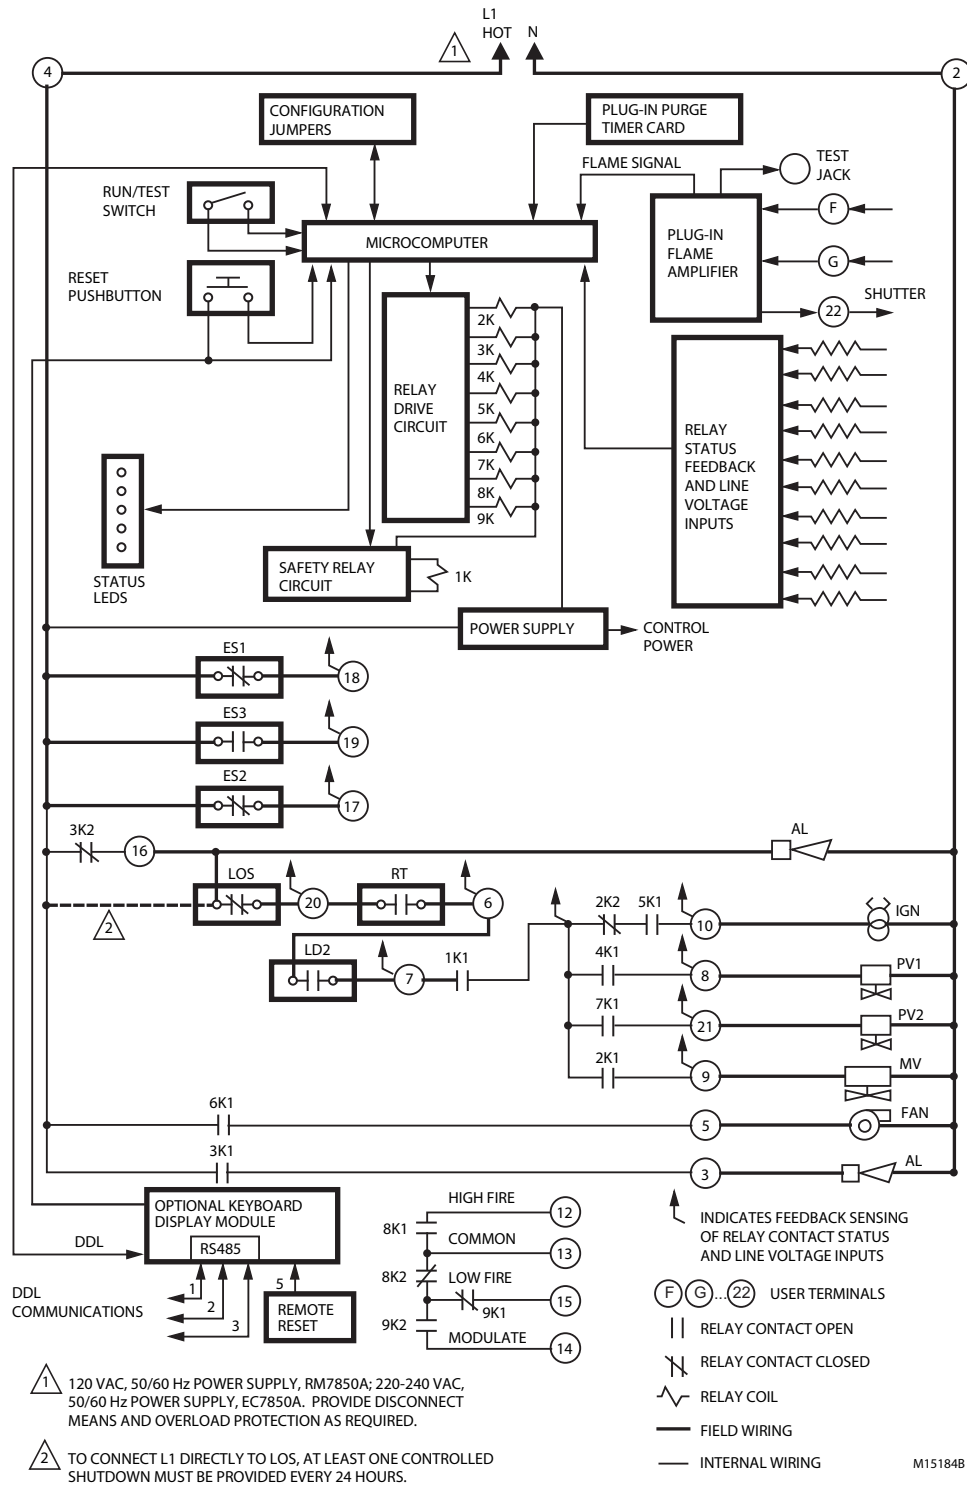 L1
HOT
N
1
4
2
CONFIGURATION
JUMPERS
PLUG-IN PURGE
TIMER CARD
FLAME SIGNAL
TEST
JACK
RUN/TEST
SWITCH
MICROCOMPUTER
PLUG-IN
FLAME
AMPLIFIER
F
G
22
SHUTTER
RESET
PUSHBUTTON
RELAY
DRIVE
CIRCUIT
2K
3K
4K
5K
6K
7K
8K
9K
RELAY
STATUS
FEEDBACK
AND LINE
VOLTAGE
INPUTS
STATUS
LEDS
SAFETY RELAY
CIRCUIT
1K
POWER SUPPLY
CONTROL
POWER
ES1
18
ES3
19
ES2
17
3K2
16
AL
LOS
20
RT
6
2
LD2
7
1K1
2K2
5K1
10
IGN
4K1
8
PV1
7K1
21
PV2
2K1
9
MV
6K1
5
FAN
3K1
3
AL
OPTIONAL KEYBOARD
DISPLAY MODULE
RS485
DDL
DDL
COMMUNICATIONS
1
2
3
5
REMOTE
RESET
HIGH FIRE
12
8K1
COMMON
13
8K2
LOW FIRE
9K1
15
9K2
MODULATE
14
INDICATES FEEDBACK SENSING
OF RELAY CONTACT STATUS
AND LINE VOLTAGE INPUTS
F G ... 22 USER TERMINALS
RELAY CONTACT OPEN
RELAY CONTACT CLOSED
RELAY COIL
FIELD WIRING
INTERNAL WIRING
M15184B
1 120 VAC, 50/60 Hz POWER SUPPLY, RM7850A; 220-240 VAC,
50/60 Hz POWER SUPPLY, EC7850A. PROVIDE DISCONNECT
MEANS AND OVERLOAD PROTECTION AS REQUIRED.
2 TO CONNECT L1 DIRECTLY TO LOS, AT LEAST ONE CONTROLLED
SHUTDOWN MUST BE PROVIDED EVERY 24 HOURS.